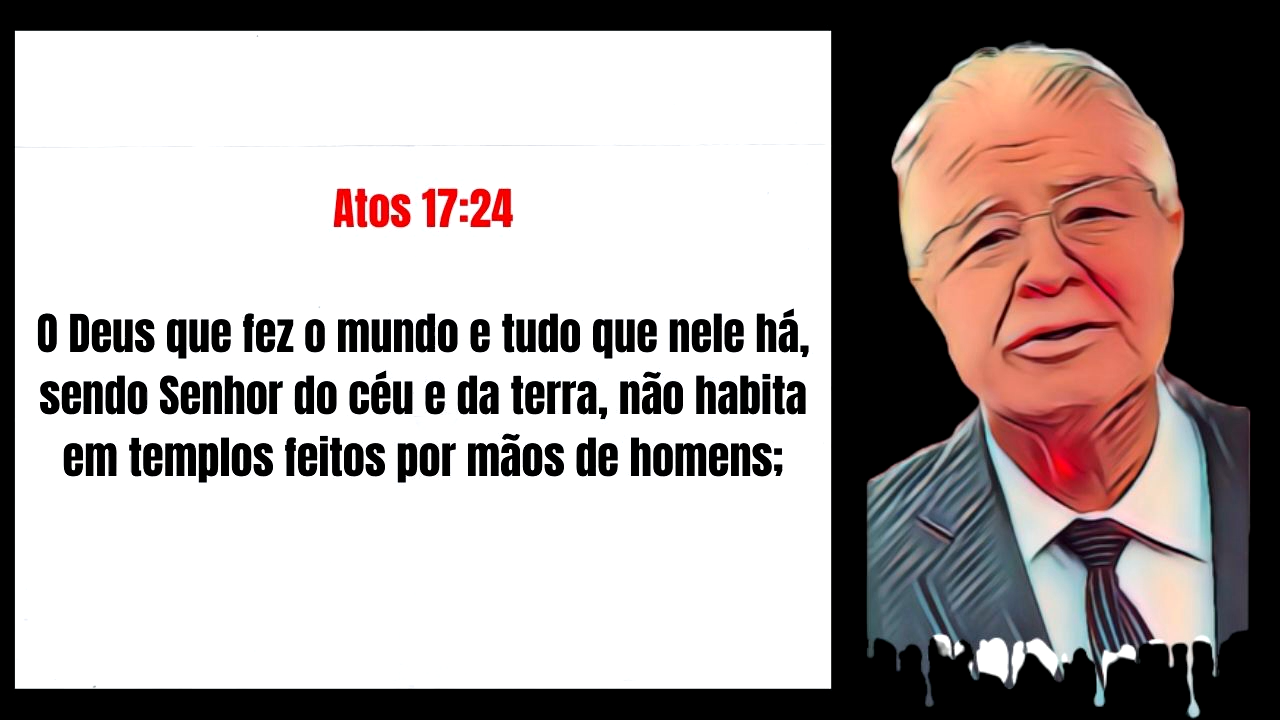 Atos 17:24
O Deus que fez o mundo e tudo que nele há,
sendo Senhor do céu e da terra, não habita
em templos feitos por mãos de homens;